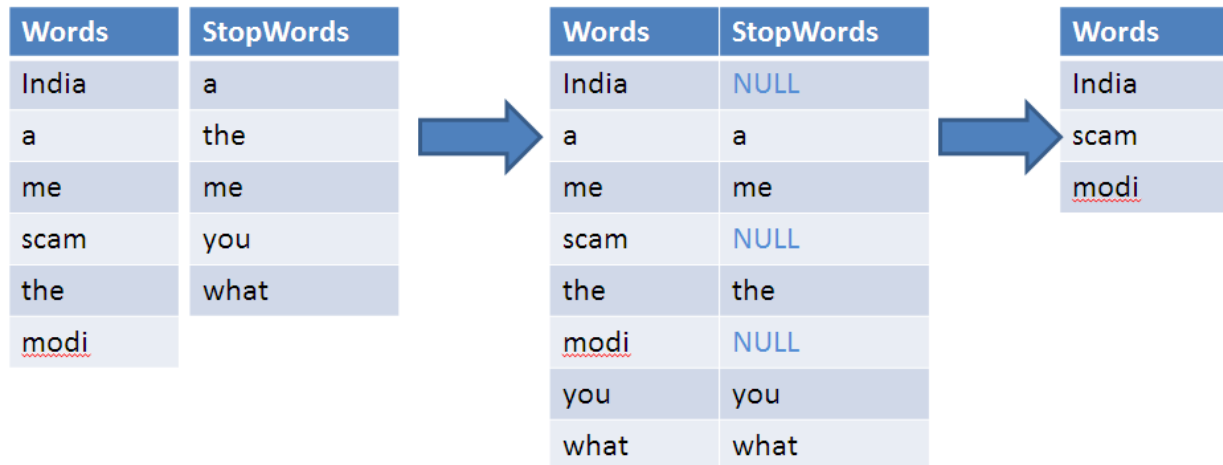 Words StopWords Words StopWords Words
India a India NULL India
a the a a scam
me me me me modi
scam you scam NULL
the what the the
modi modi NULL
you you
what what